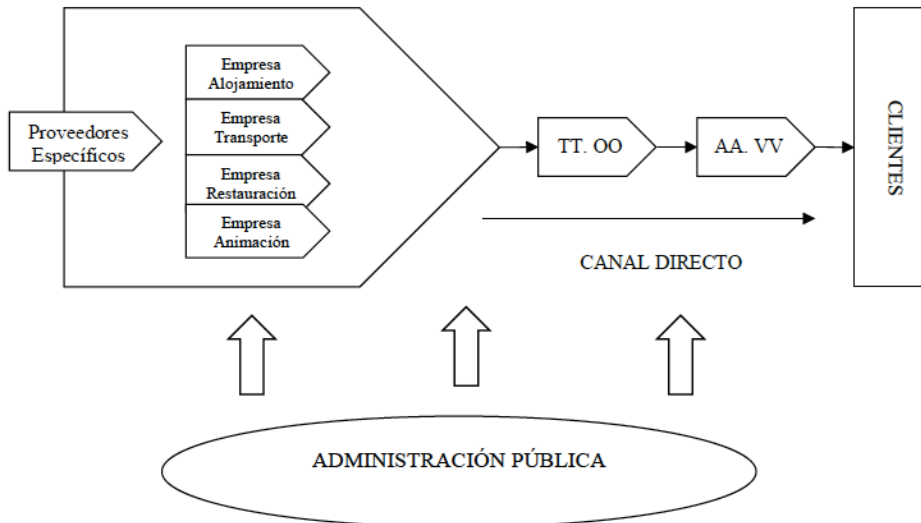 Proveedores
Específicos
Empresa
Alojamiento
Empresa
Transporte
Empresa
Restauración
Empresa
Animación
TT. OO
AA. VV
CLIENTES
CANAL DIRECTO
ADMINISTRACIÓN PÚBLICA